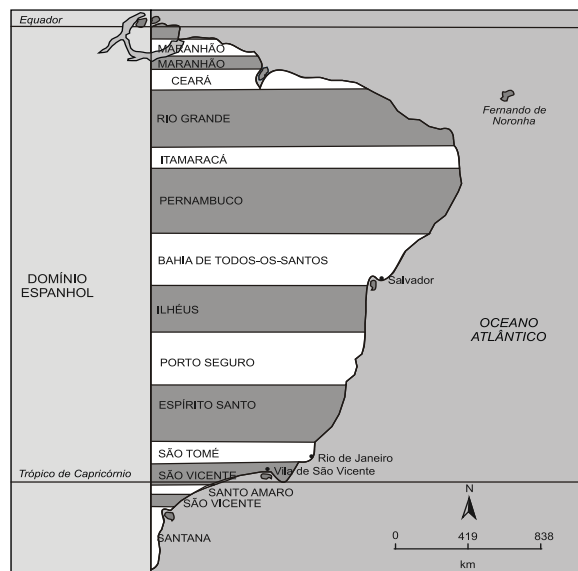 Equador
MARANHÃO
MARANHÃO
CEARÁ
Fernando de
Noronha
RIO GRANDE
ITAMARACÁ
PERNAMBUCO
BAHIA DE TODOS-OS-SANTOS
Salvador
DOMÍNIO
ESPANHOL
ILHÉUS
OCEANO
ATLÂNTICO
PORTO SEGURO
ESPÍRITO SANTO
SÃO TOMÉ
Rio de Janeiro
Trópico de Capricórnio
SÃO VICENTE
Vila de São Vicente
SANTO AMARO
SÃO VICENTE
SANTANA
N
0 419 838
km